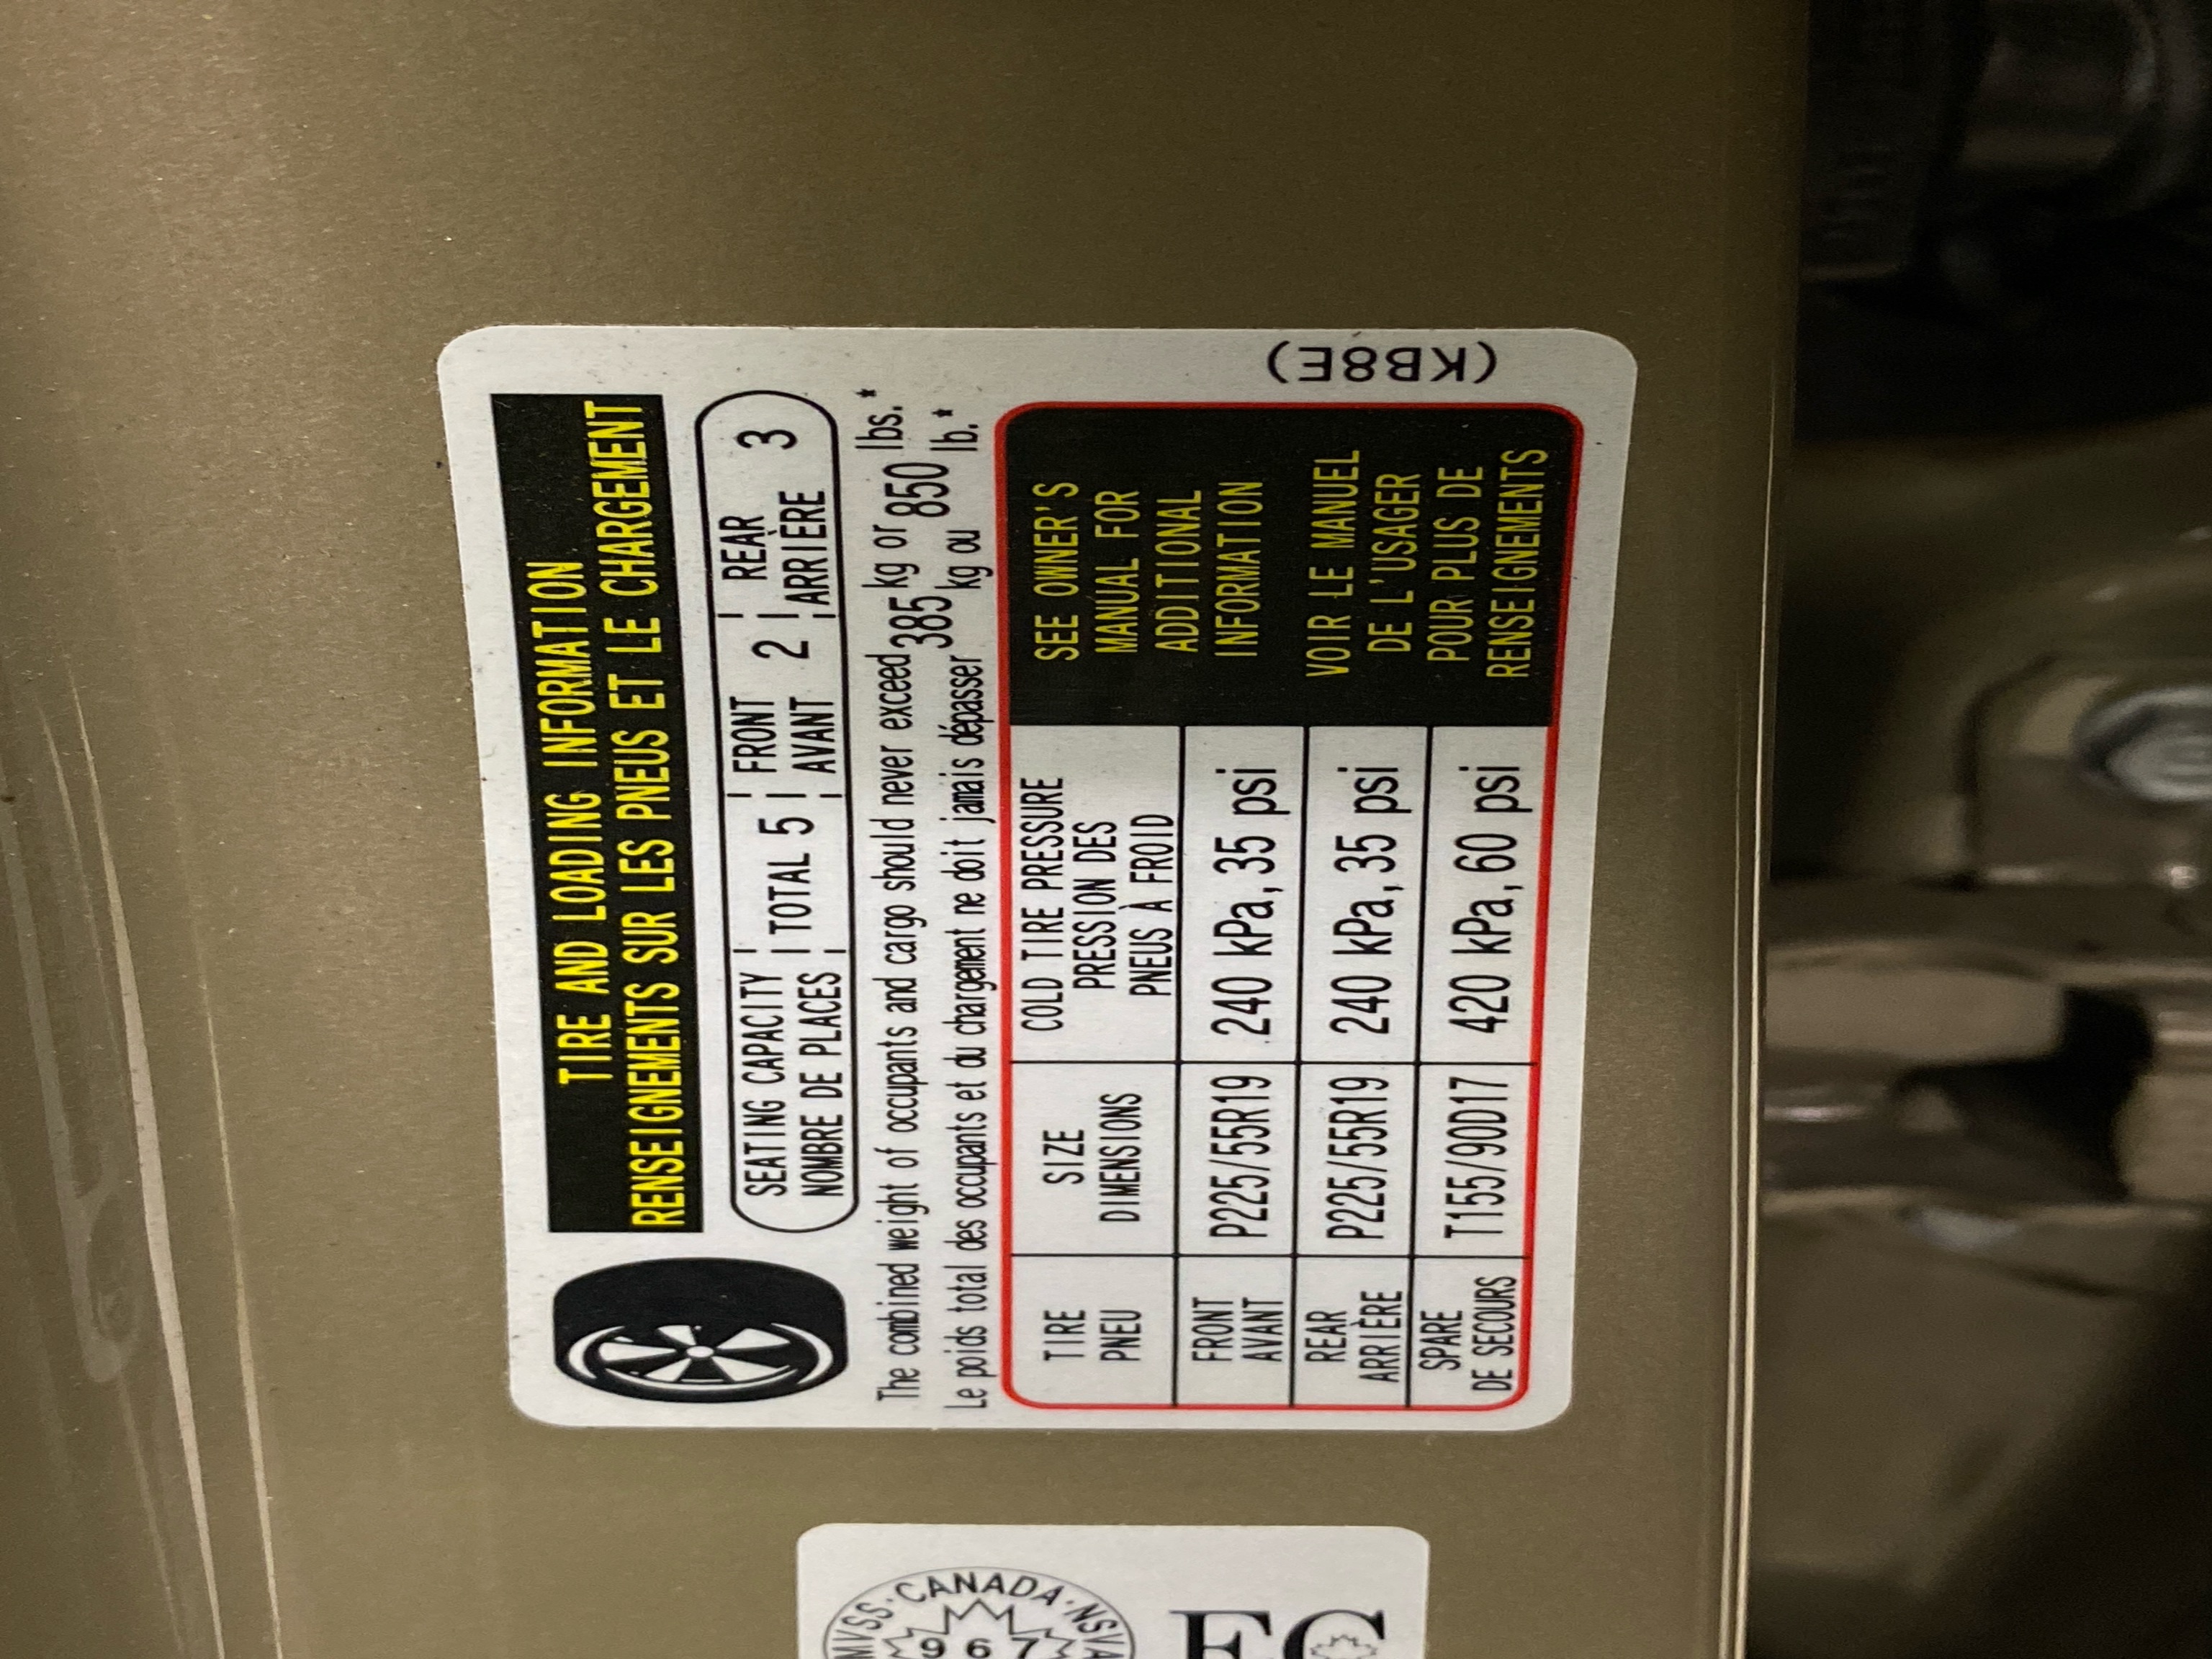 TIRE AND LOADING INFORMATION
RENSEIGNEMENTS SUR LES PNEUS ET LE CHARGEMENT
SEATING CAPACITY TOTAL 5 FRONT 2 REAR 3
NOMBRE DE PLACES AVANT ARRIÈRE
The combined weight of occupants and cargo should never exceed 385 kg or 850 lbs.*
Le poids total des occupants et du chargement ne doit jamais dépasser 385 kg ou 850 lb.*
TIRE
PNEU
SIZE
DIMENSIONS
COLD TIRE PRESSURE
PRESSION DES
PNEUS À FROID
FRONT
AVANT
P225/55R19
240 kPa, 35 psi
REAR
ARRIÈRE
P225/55R19
240 kPa, 35 psi
SPARE
DE SECOURS
T155/90D17
420 kPa, 60 psi
SEE OWNER'S
MANUAL FOR
ADDITIONAL
INFORMATION
VOIR LE MANUEL
DE L'USAGER
POUR PLUS DE
RENSEIGNEMENTS
(KB8E)
MVSS · CANADA · NSVA
967
EC